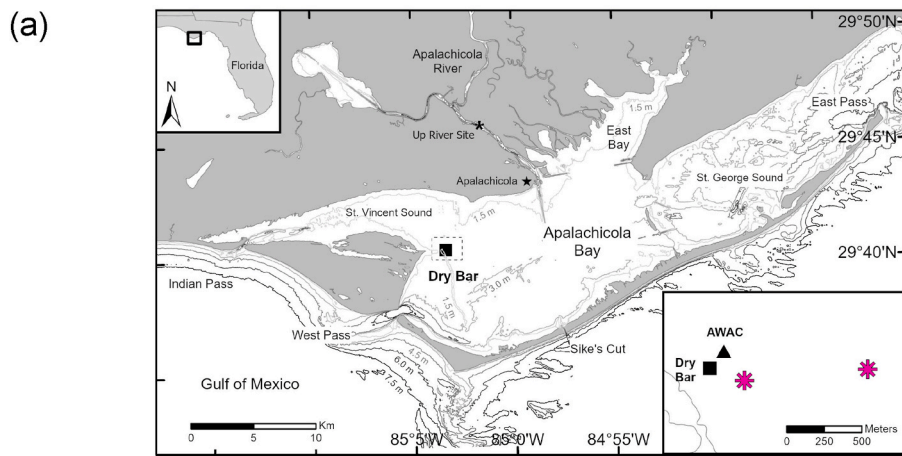 (a)
Florida
N
Apalachicola
River
Up River Site
Apalachicola
1.5 m
East
Bay
29°50'N
East Pass
29°45'N
St. George Sound
St. Vincent Sound
1.5 m
Apalachicola
Bay
29°40'N
Dry Bar
3.0 m
1.5 m
Indian Pass
West Pass
4.5 m
6.0 m
7.5 m
Sike's Cut
Gulf of Mexico
Km
0 5 10
85°5'W 85°0'W 84°55'W
AWAC
Dry
Bar
Meters
0 250 500